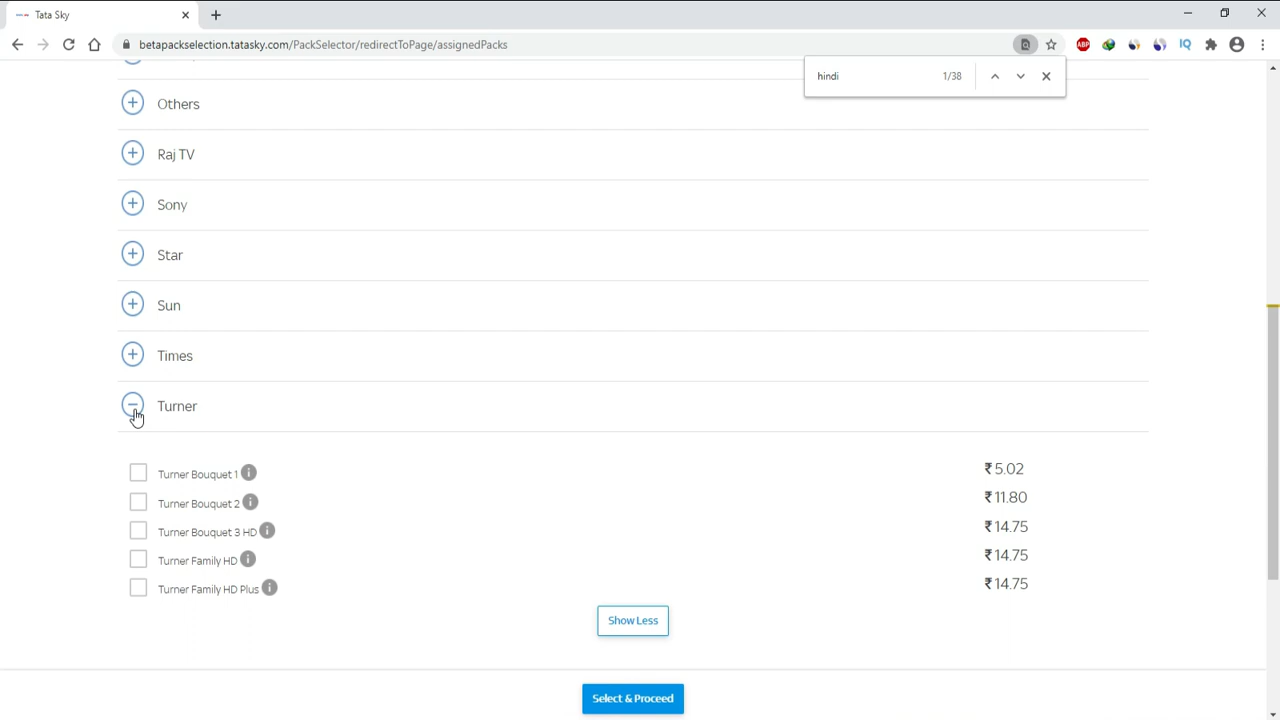 Tata Sky
betapackselection.tatasky.com/PackSelector/redirectToPage/assignedPacks
ABP
IQ
hindi 1/38
Others
Raj TV
Sony
Star
Sun
Times
Turner
Turner Bouquet 1 ₹ 5.02
Turner Bouquet 2 ₹ 11.80
Turner Bouquet 3 HD ₹ 14.75
Turner Family HD ₹ 14.75
Turner Family HD Plus ₹ 14.75
Show Less
Select & Proceed